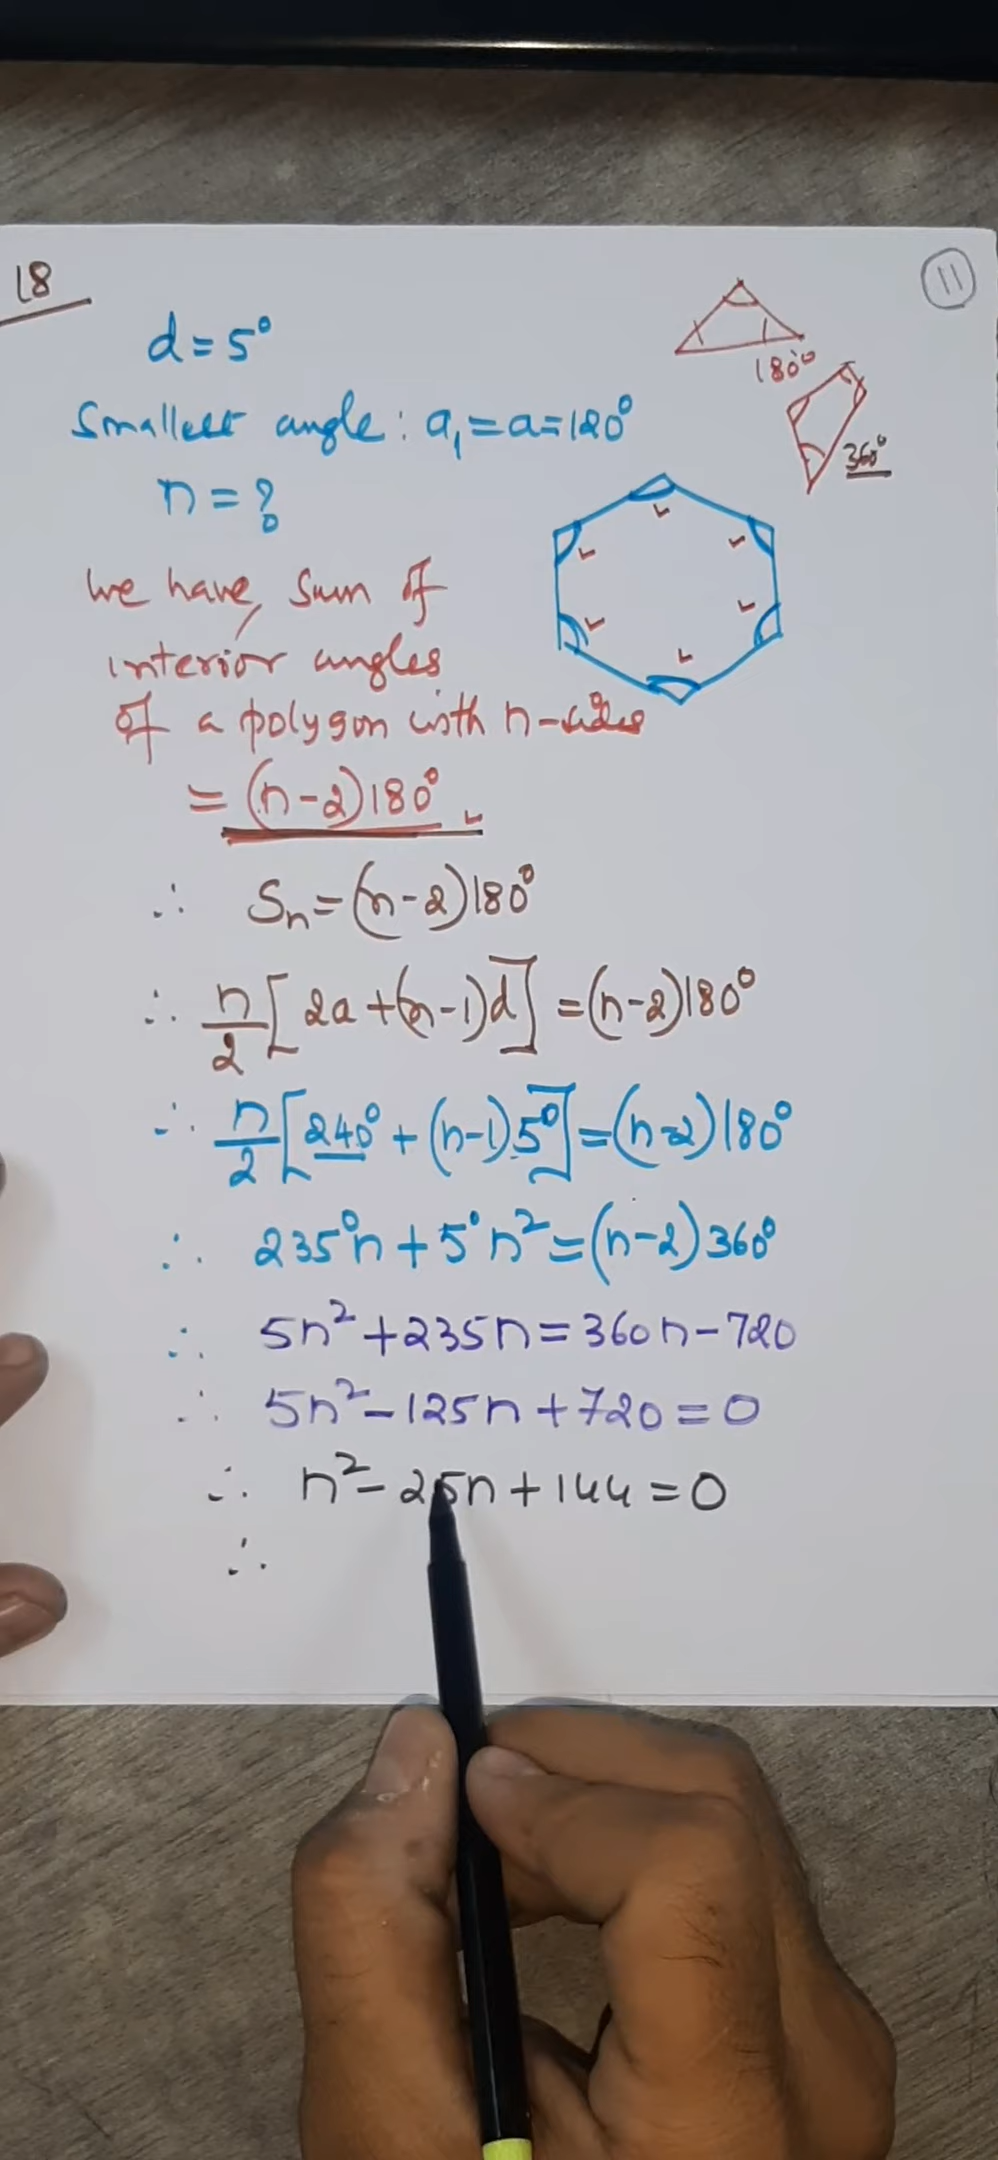 18
11
d = 5°
180°
Smallest angle : a₁ = a = 120°
360°
n = ?
We have, Sum of
interior angles
of a polygon with n-sides
= (n-2)180°
∴ Sn = (n-2)180°
∴ n/2 [2a + (n-1)d] = (n-2)180°
∴ n/2 [240° + (n-1)5°] = (n-2)180°
∴ 235°n + 5°n² = (n-2)360°
∴ 5n² + 235n = 360n - 720
∴ 5n² - 125n + 720 = 0
∴ n² - 25n + 144 = 0
∴